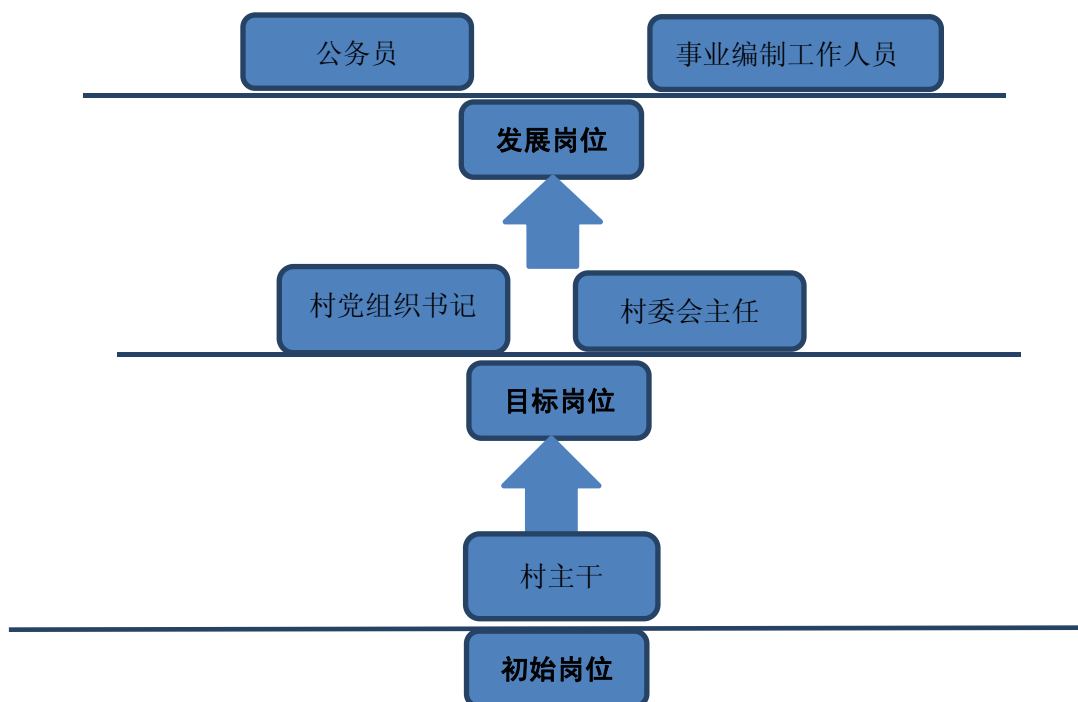 公务员
事业编制工作人员
发展岗位
村党组织书记
村委会主任
目标岗位
村主干
初始岗位